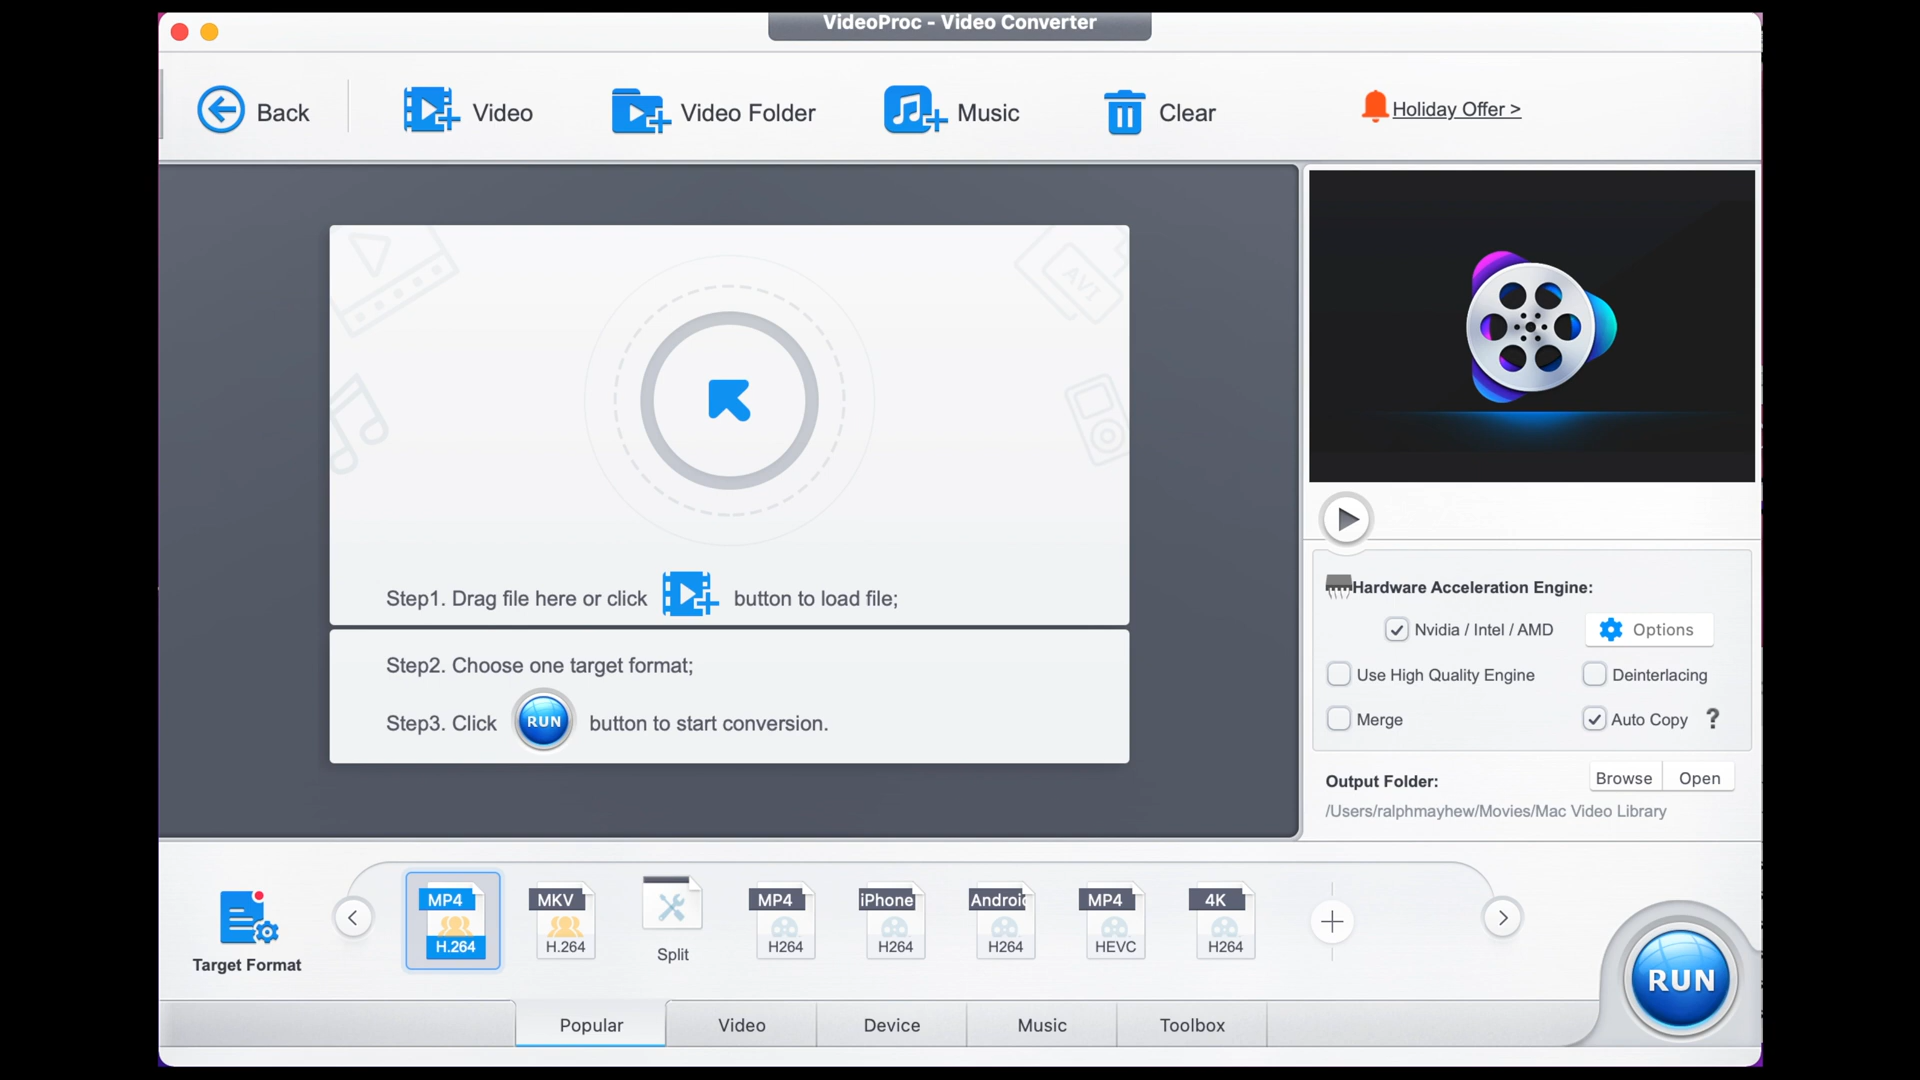 VideoProc - Video Converter
Back
Video
Video Folder
Music
Clear
Holiday Offer >
AVI
Step1. Drag file here or click button to load file;
Step2. Choose one target format;
Step3. Click RUN button to start conversion.
Hardware Acceleration Engine:
Nvidia / Intel / AMD
Options
Use High Quality Engine
Deinterlacing
Merge
Auto Copy ?
Output Folder:
Browse
Open
/Users/ralphmayhew/Movies/Mac Video Library
Target Format
MP4
H.264
MKV
H.264
Split
MP4
H264
iPhone
H264
Android
H264
MP4
HEVC
4K
H264
RUN
Popular
Video
Device
Music
Toolbox